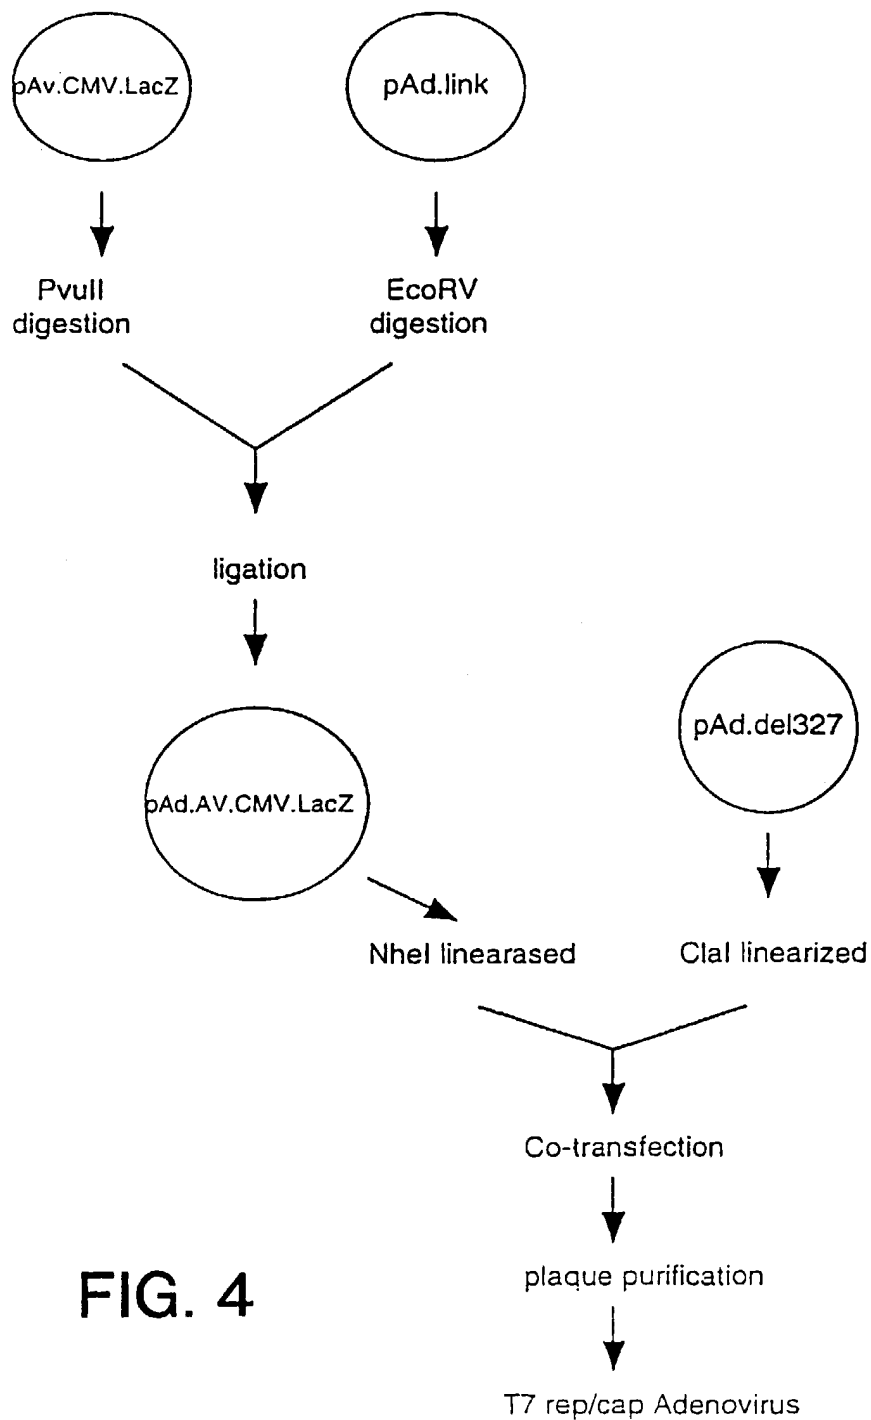 pAv.CMV.LacZ
pAd.link
PvuII
digestion
EcoRV
digestion
ligation
pAd.AV.CMV.LacZ
pAd.del327
NheI linearased
ClaI linearized
Co-transfection
plaque purification
T7 rep/cap Adenovirus
FIG. 4